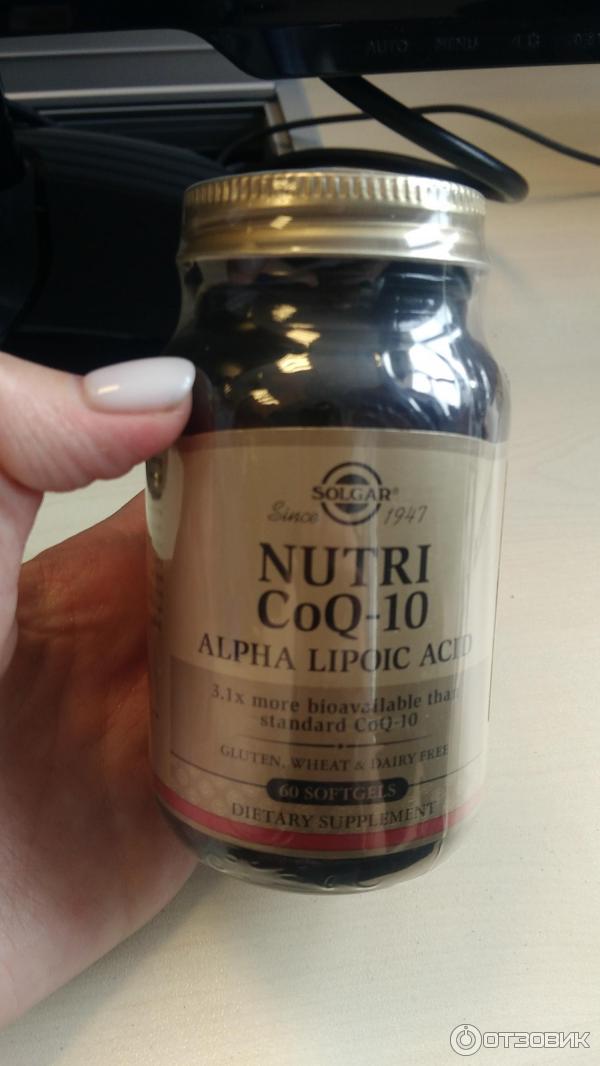 AUTO MENU
SOLGAR®
Since 1947
NUTRI
CoQ-10
ALPHA LIPOIC ACID
3.1x more bioavailable than
standard CoQ-10
GLUTEN, WHEAT & DAIRY FREE
60 SOFTGELS
DIETARY SUPPLEMENT
ОТЗОВИК